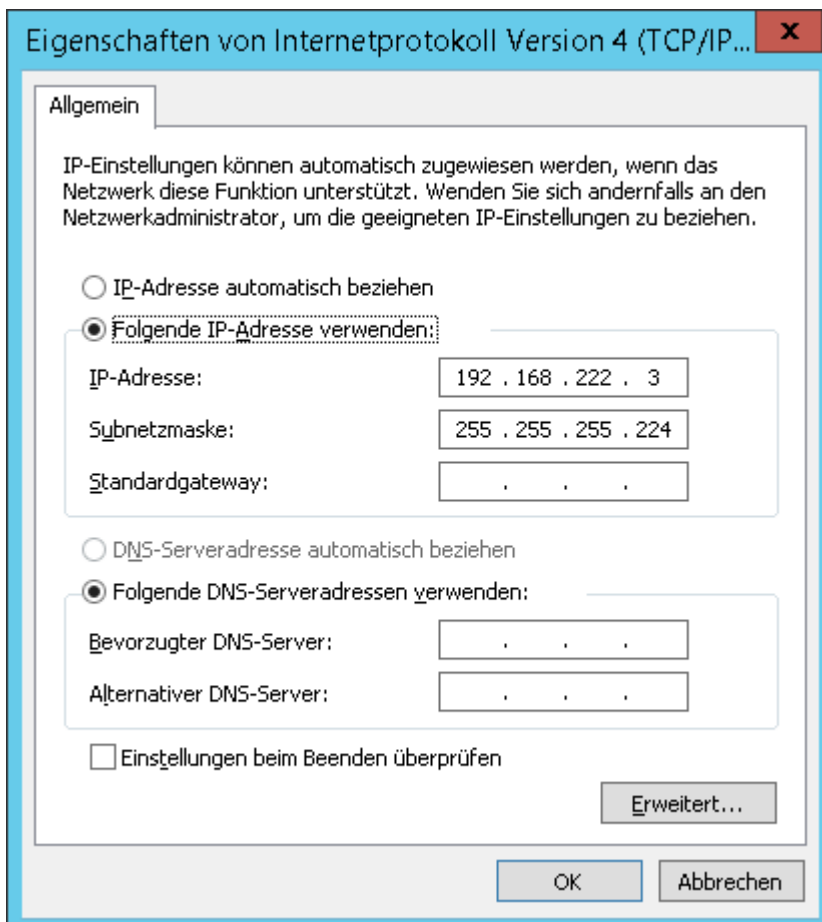 Eigenschaften von Internetprotokoll Version 4 (TCP/IP...
x
Allgemein
IP-Einstellungen können automatisch zugewiesen werden, wenn das
Netzwerk diese Funktion unterstützt. Wenden Sie sich andernfalls an den
Netzwerkadministrator, um die geeigneten IP-Einstellungen zu beziehen.
IP-Adresse automatisch beziehen
Folgende IP-Adresse verwenden:
IP-Adresse: 192 . 168 . 222 . 3
Subnetzmaske: 255 . 255 . 255 . 224
Standardgateway: . . .
DNS-Serveradresse automatisch beziehen
Folgende DNS-Serveradressen verwenden:
Bevorzugter DNS-Server: . . .
Alternativer DNS-Server: . . .
Einstellungen beim Beenden überprüfen
Erweitert...
OK Abbrechen